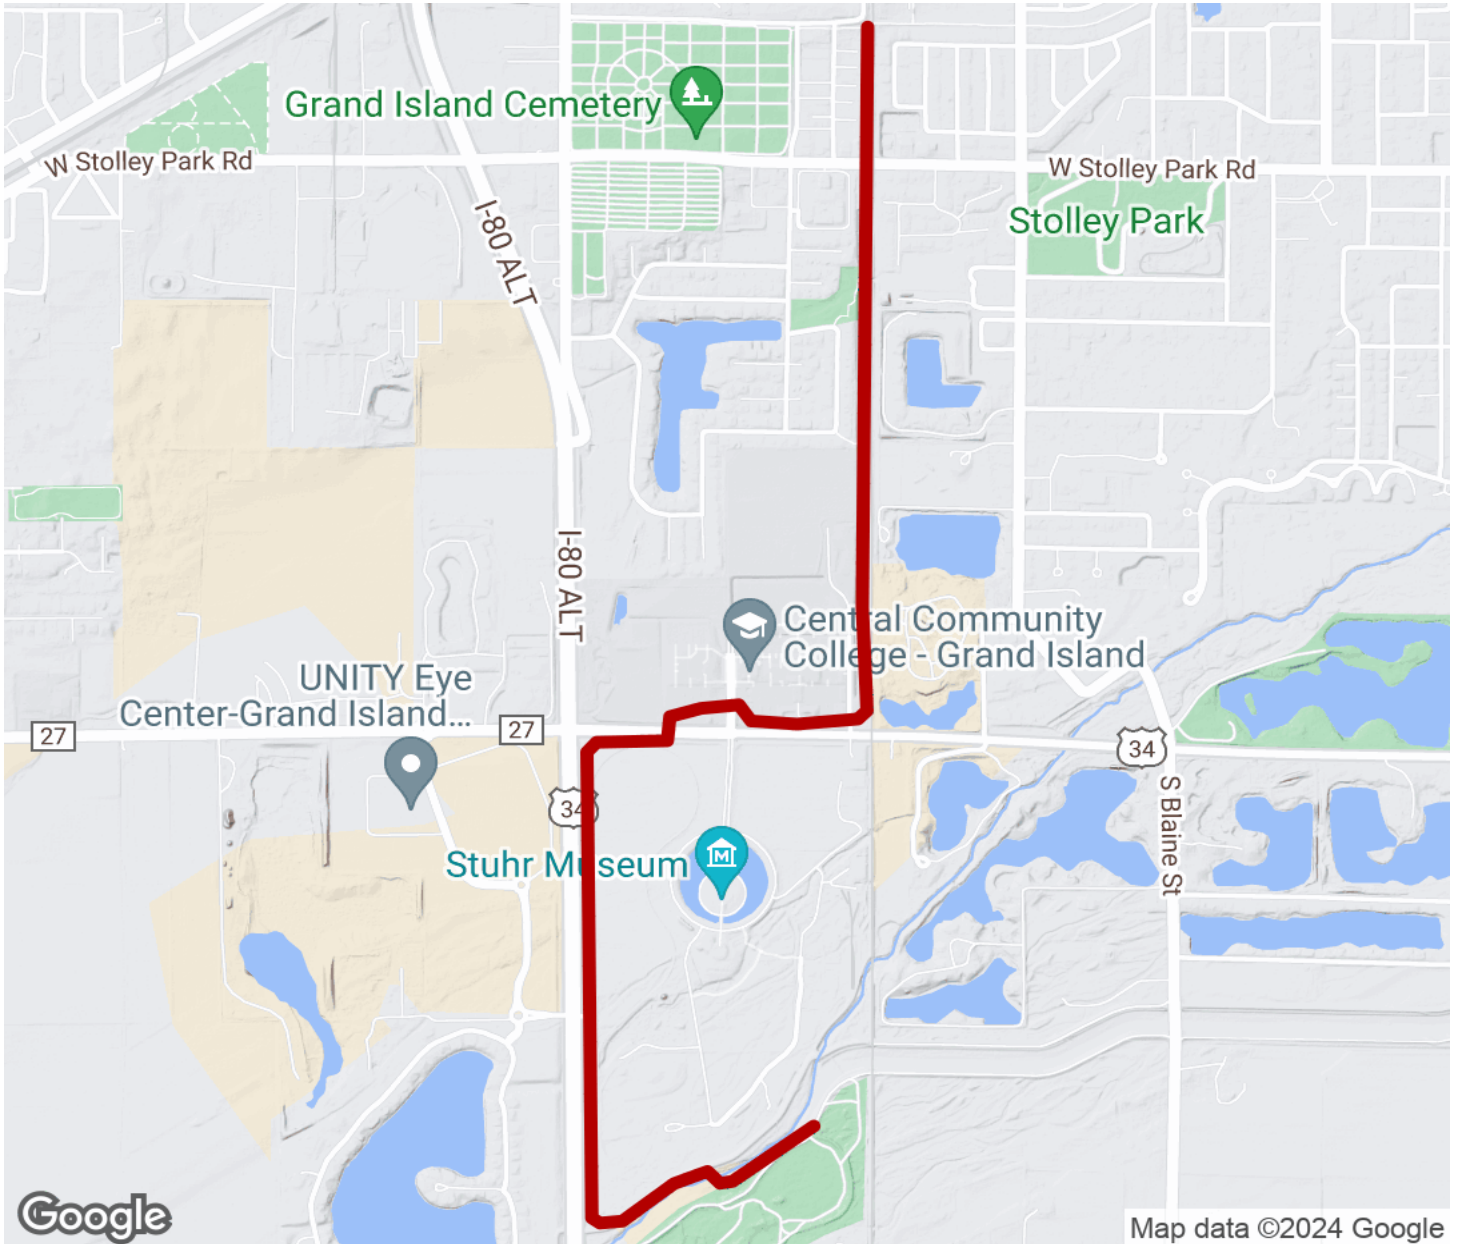 Grand Island Cemetery
W Stolley Park Rd
W Stolley Park Rd
Stolley Park
I-80 ALT
I-80 ALT
Central Community
College - Grand Island
UNITY Eye
Center-Grand Island...
27
27
34
34
S Blaine St
Stuhr Museum
M
Google
Map data ©2024 Google